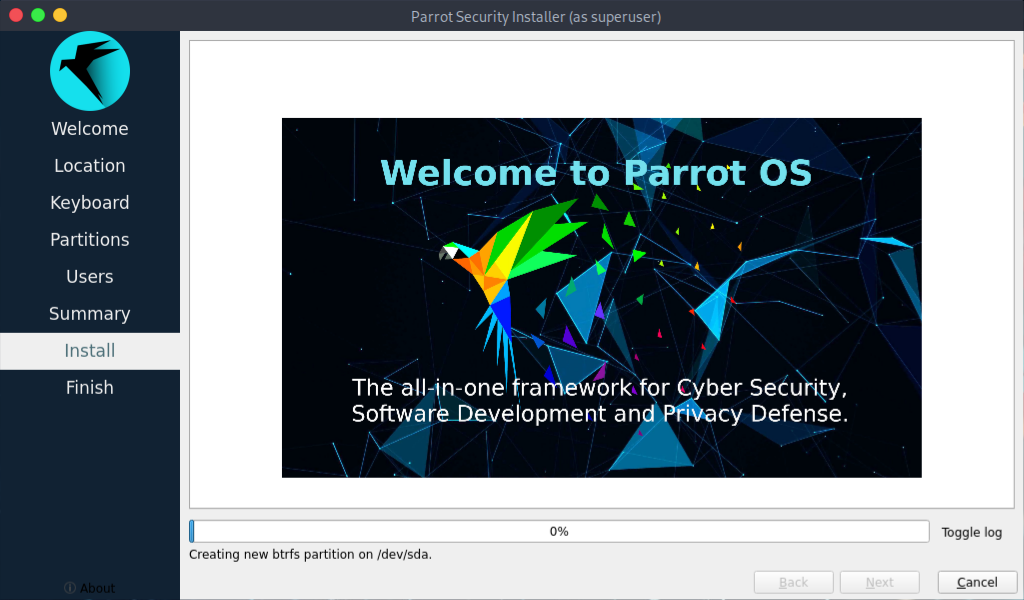 Parrot Security Installer (as superuser)
Welcome
Location
Keyboard
Partitions
Users
Summary
Install
Finish
About
Welcome to Parrot OS
The all-in-one framework for Cyber Security,
Software Development and Privacy Defense.
0%
Toggle log
Creating new btrfs partition on /dev/sda.
Back
Next
Cancel